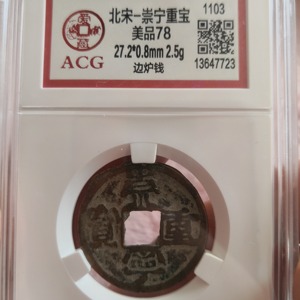 北宋-崇宁重宝
美品78
27.2*0.8mm 2.5g
边炉钱
ACG
1103
13647723
崇
寳 重
寧